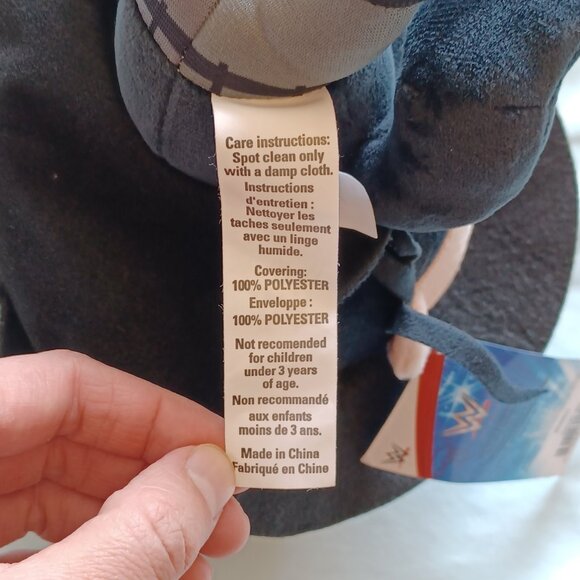 Care instructions:
Spot clean only
with a damp cloth.
Instructions
d'entretien :
Nettoyer les
taches seulement
avec un linge
humide.
Covering:
100% POLYESTER
Enveloppe :
100% POLYESTER
Not recomended
for children
under 3 years
of age.
Non recommandé
aux enfants
moins de 3 ans.
Made in China
Fabriqué en Chine
W
W